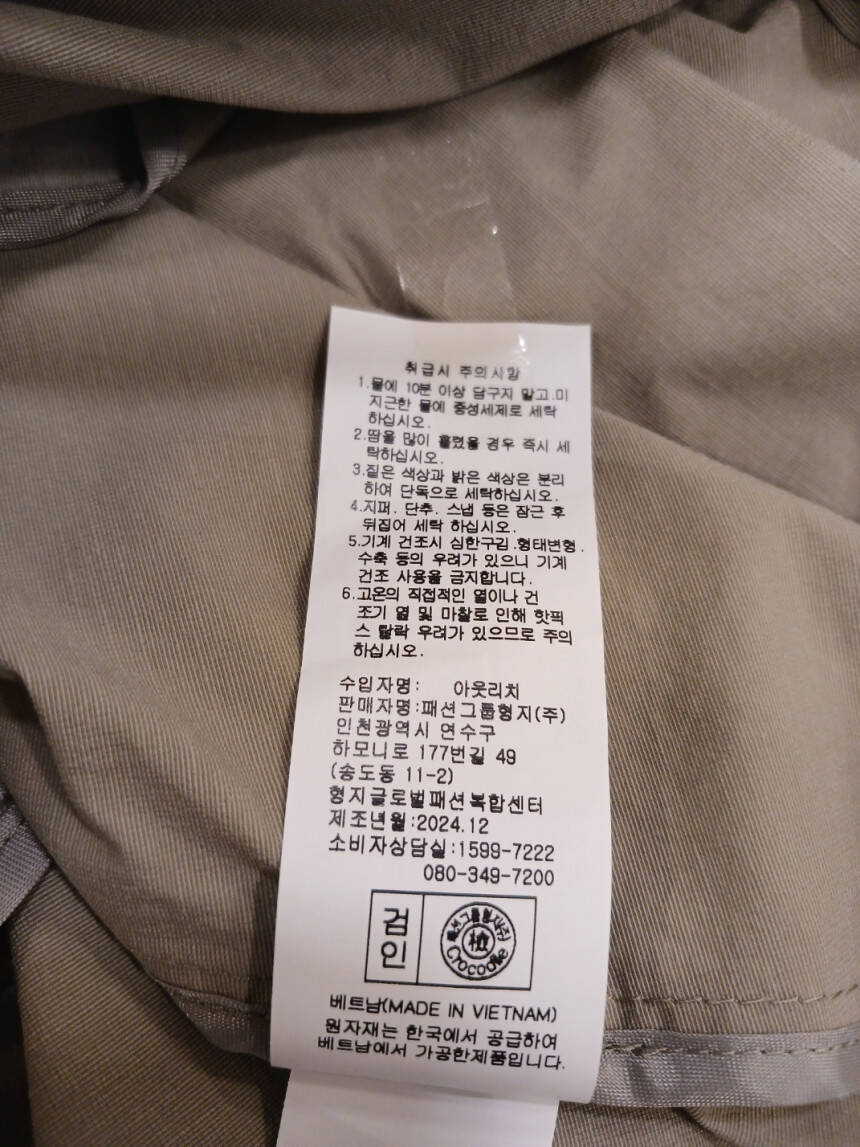 취급시 주의사항
1.물에 10분 이상 담구지 말고.미
지근한 물에 중성세제로 세탁
하십시오.
2.땀을 많이 흘렸을 경우 즉시 세
탁하십시오.
3.짙은 색상과 밝은 색상은 분리
하여 단독으로 세탁하십시오.
4.지퍼. 단추. 스냅 등은 잠근 후
뒤집어 세탁 하십시오.
5.기계 건조시 심한구김.형태변형.
수축 등의 우려가 있으니 기계
건조 사용을 금지합니다.
6.고온의 직접적인 열이나 건
조기 열 및 마찰로 인해 핫픽
스 탈락 우려가 있으므로 주의
하십시오.
수입자명: 아웃리치
판매자명:패션그룹형지(주)
인천광역시 연수구
하모니로 177번길 49
(송도동 11-2)
형지글로벌패션복합센터
제조년월:2024.12
소비자상담실:1599-7222
080-349-7200
검인
패션그룹형지(주)
檢
Crocodile
베트남(MADE IN VIETNAM)
원자재는 한국에서 공급하여
베트남에서 가공한제품입니다.